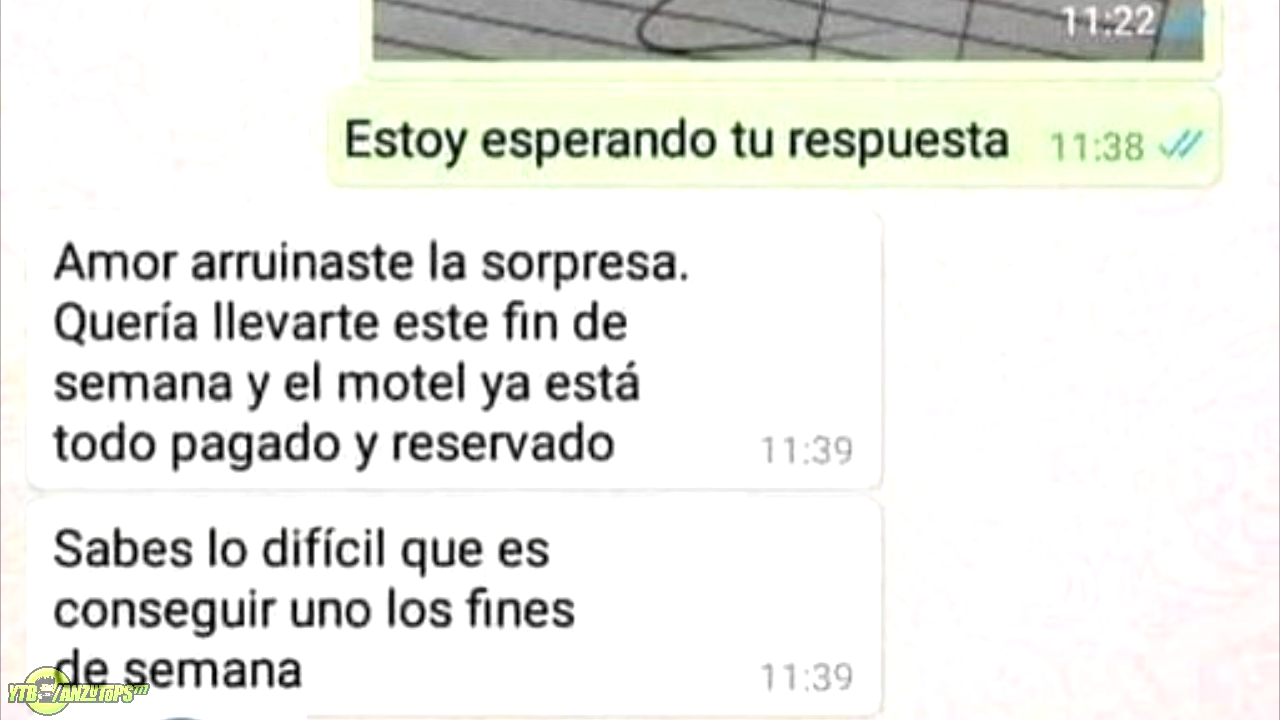 11:22
Estoy esperando tu respuesta 11:38
Amor arruinaste la sorpresa.
Quería llevarte este fin de
semana y el motel ya está
todo pagado y reservado 11:39
Sabes lo difícil que es
conseguir uno los fines
de semana 11:39